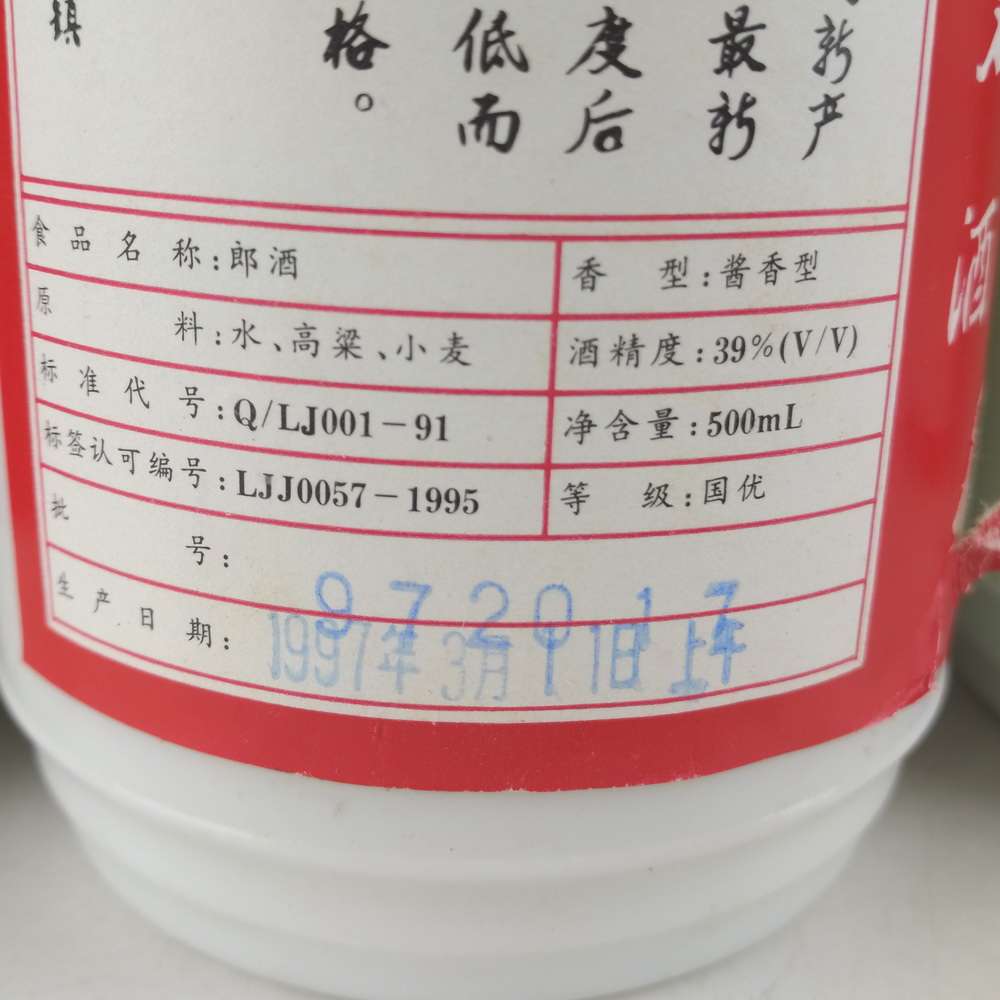 新产
最新
度后
低而
格。
镇
酒
食品名称:郎酒
香型:酱香型
原料:水、高粱、小麦
酒精度:39%(V/V)
标准代号:Q/LJ001-91
净含量:500mL
标签认可编号:LJJ0057-1995
等级:国优
批号:972017
生产日期:1997年3月11日上午